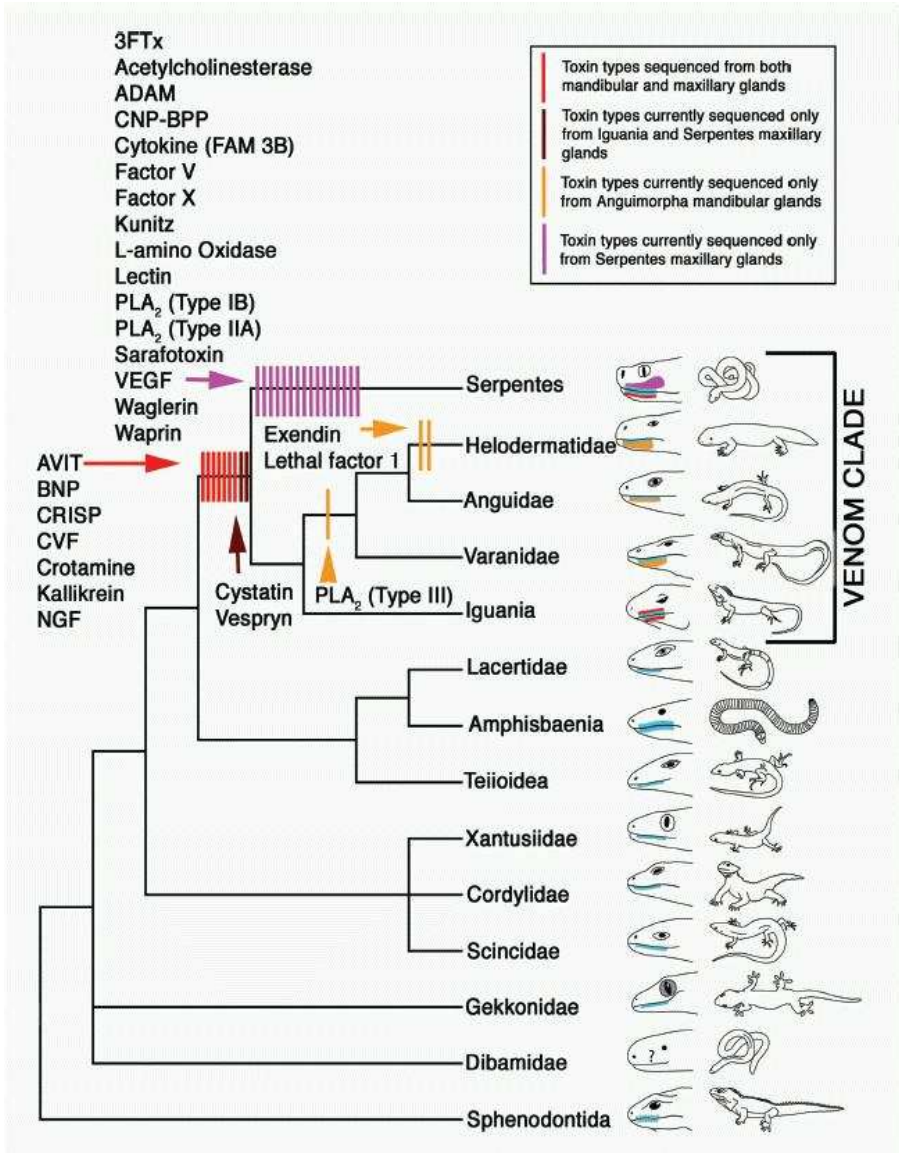 3FTx
Acetylcholinesterase
ADAM
CNP-BPP
Cytokine (FAM 3B)
Factor V
Factor X
Kunitz
L-amino Oxidase
Lectin
PLA₂ (Type IB)
PLA₂ (Type IIA)
Sarafotoxin
VEGF
Waglerin
Waprin
Toxin types sequenced from both
mandibular and maxillary glands
Toxin types currently sequenced only
from Iguania and Serpentes maxillary
glands
Toxin types currently sequenced only
from Anguimorpha mandibular glands
Toxin types currently sequenced only
from Serpentes maxillary glands
AVIT
BNP
CRISP
CVF
Crotamine
Kallikrein
NGF
Exendin
Lethal factor 1
Cystatin
Vespryn
PLA₂ (Type III)
Serpentes
Helodermatidae
Anguidae
Varanidae
Iguania
Lacertidae
Amphisbaenia
Teiioidea
Xantusiidae
Cordylidae
Scincidae
Gekkonidae
Dibamidae
?
Sphenodontida
VENOM CLADE